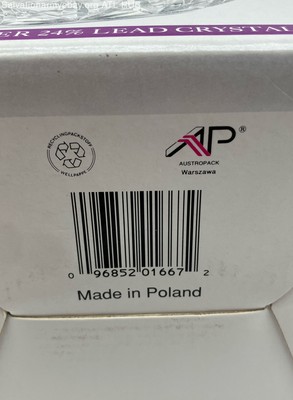 ER 24% LEAD CRYSTAL
RECYCLINGPACKSTOFF
WELLPAPPE
AP®
AUSTROPACK
Warszawa
0 96852 01667 2
Made in Poland